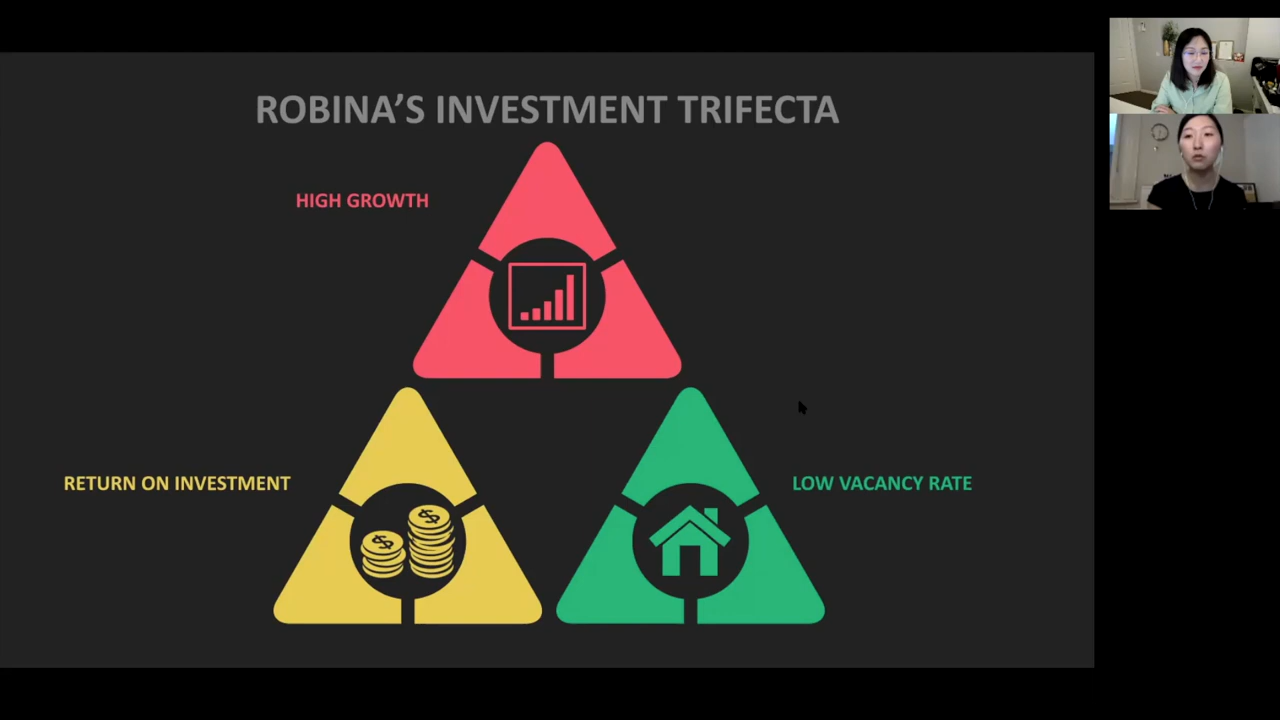 ROBINA’S INVESTMENT TRIFECTA
HIGH GROWTH
RETURN ON INVESTMENT
LOW VACANCY RATE
$
$